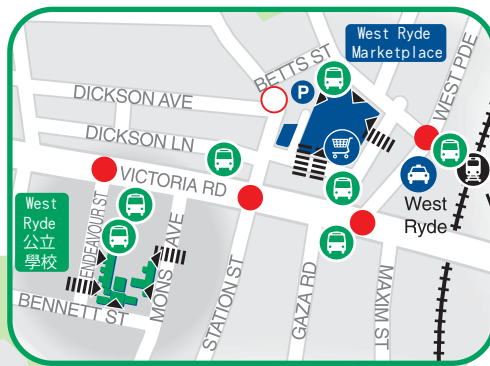 West Ryde
Marketplace
BETTS ST
WEST PDE
P
DICKSON AVE
DICKSON LN
VICTORIA RD
West
Ryde
West
Ryde
公立
學校
ENDEAVOUR ST
MONS AVE
STATION ST
GAZA RD
MAXIM ST
BENNETT ST